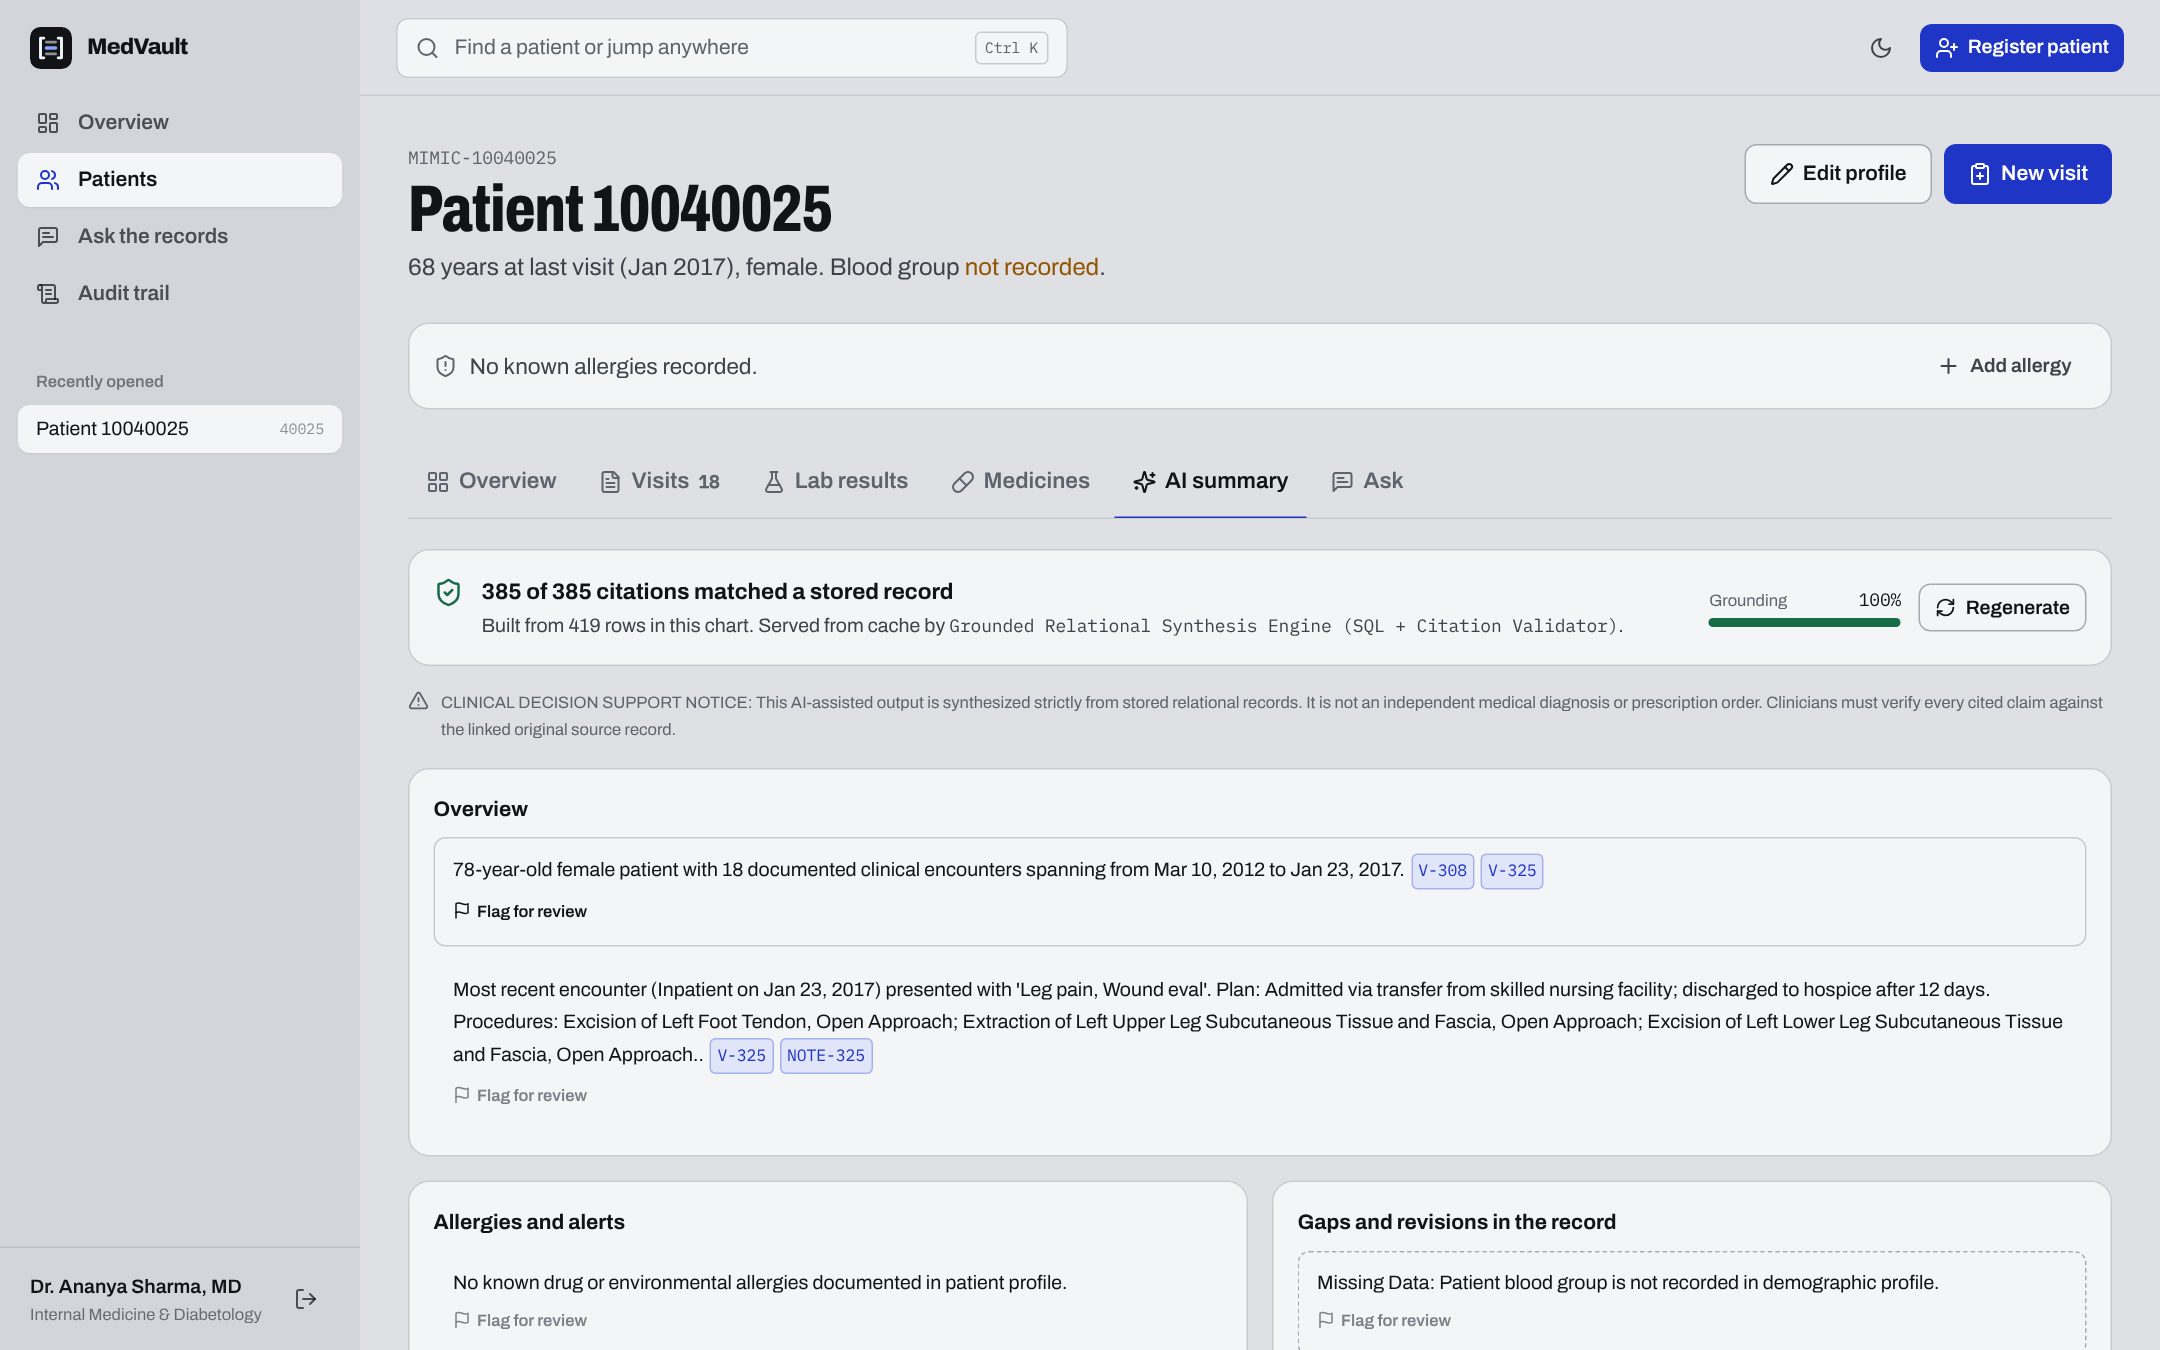 MedVault
Find a patient or jump anywhere
Ctrl K
Register patient
Overview
Patients
Ask the records
Audit trail
Recently opened
Patient 10040025
40025
MIMIC-10040025
Patient 10040025
68 years at last visit (Jan 2017), female. Blood group not recorded.
Edit profile
New visit
No known allergies recorded.
Add allergy
Overview
Visits 18
Lab results
Medicines
AI summary
Ask
385 of 385 citations matched a stored record
Built from 419 rows in this chart. Served from cache by Grounded Relational Synthesis Engine (SQL + Citation Validator).
Grounding
100%
Regenerate
CLINICAL DECISION SUPPORT NOTICE: This AI-assisted output is synthesized strictly from stored relational records. It is not an independent medical diagnosis or prescription order. Clinicians must verify every cited claim against
the linked original source record.
Overview
78-year-old female patient with 18 documented clinical encounters spanning from Mar 10, 2012 to Jan 23, 2017. V-308 V-325
Flag for review
Most recent encounter (Inpatient on Jan 23, 2017) presented with 'Leg pain, Wound eval'. Plan: Admitted via transfer from skilled nursing facility; discharged to hospice after 12 days.
Procedures: Excision of Left Foot Tendon, Open Approach; Extraction of Left Upper Leg Subcutaneous Tissue and Fascia, Open Approach; Excision of Left Lower Leg Subcutaneous Tissue
and Fascia, Open Approach.. V-325 NOTE-325
Flag for review
Allergies and alerts
No known drug or environmental allergies documented in patient profile.
Flag for review
Gaps and revisions in the record
Missing Data: Patient blood group is not recorded in demographic profile.
Flag for review
Dr. Ananya Sharma, MD
Internal Medicine & Diabetology